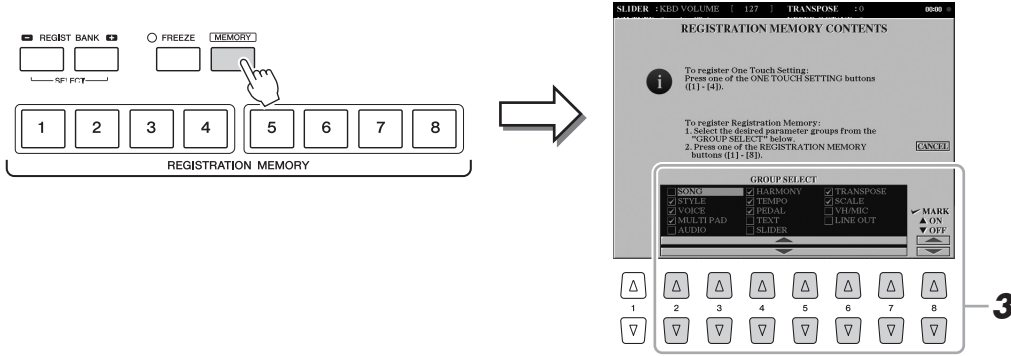 REGIST BANK
FREEZE
MEMORY
SELECT
1 2 3 4 5 6 7 8
REGISTRATION MEMORY
SLIDER : KBD VOLUME [ 127 ] TRANSPOSE : 0 00:00
REGISTRATION MEMORY CONTENTS
To register One Touch Setting:
Press one of the ONE TOUCH SETTING buttons
([1] - [4]).
To register Registration Memory:
1. Select the desired parameter groups from the
"GROUP SELECT" below.
2. Press one of the REGISTRATION MEMORY
buttons ([1] - [8]).
CANCEL
GROUP SELECT
SONG HARMONY TRANSPOSE
STYLE TEMPO SCALE
VOICE PEDAL VH/MIC
MULTI PAD TEXT LINE OUT
AUDIO SLIDER
MARK
▲ ON
▼ OFF
1 2 3 4 5 6 7 8
3